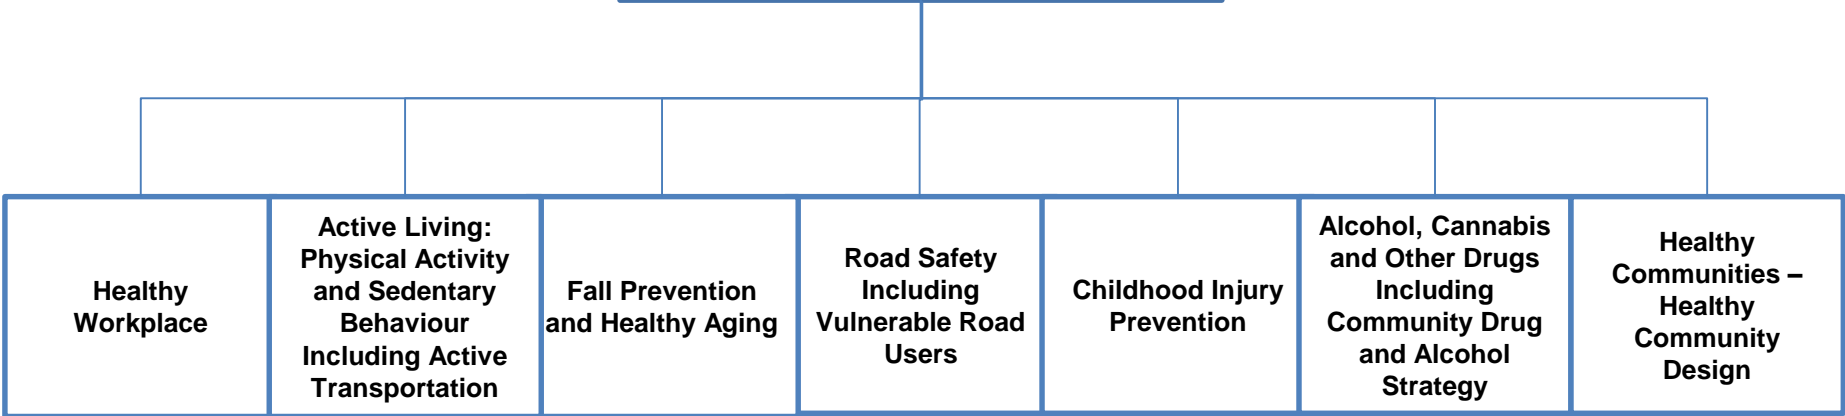 Healthy
Workplace
Active Living:
Physical Activity
and Sedentary
Behaviour
Including Active
Transportation
Fall Prevention
and Healthy Aging
Road Safety
Including
Vulnerable Road
Users
Childhood Injury
Prevention
Alcohol, Cannabis
and Other Drugs
Including
Community Drug
and Alcohol
Strategy
Healthy
Communities –
Healthy
Community
Design